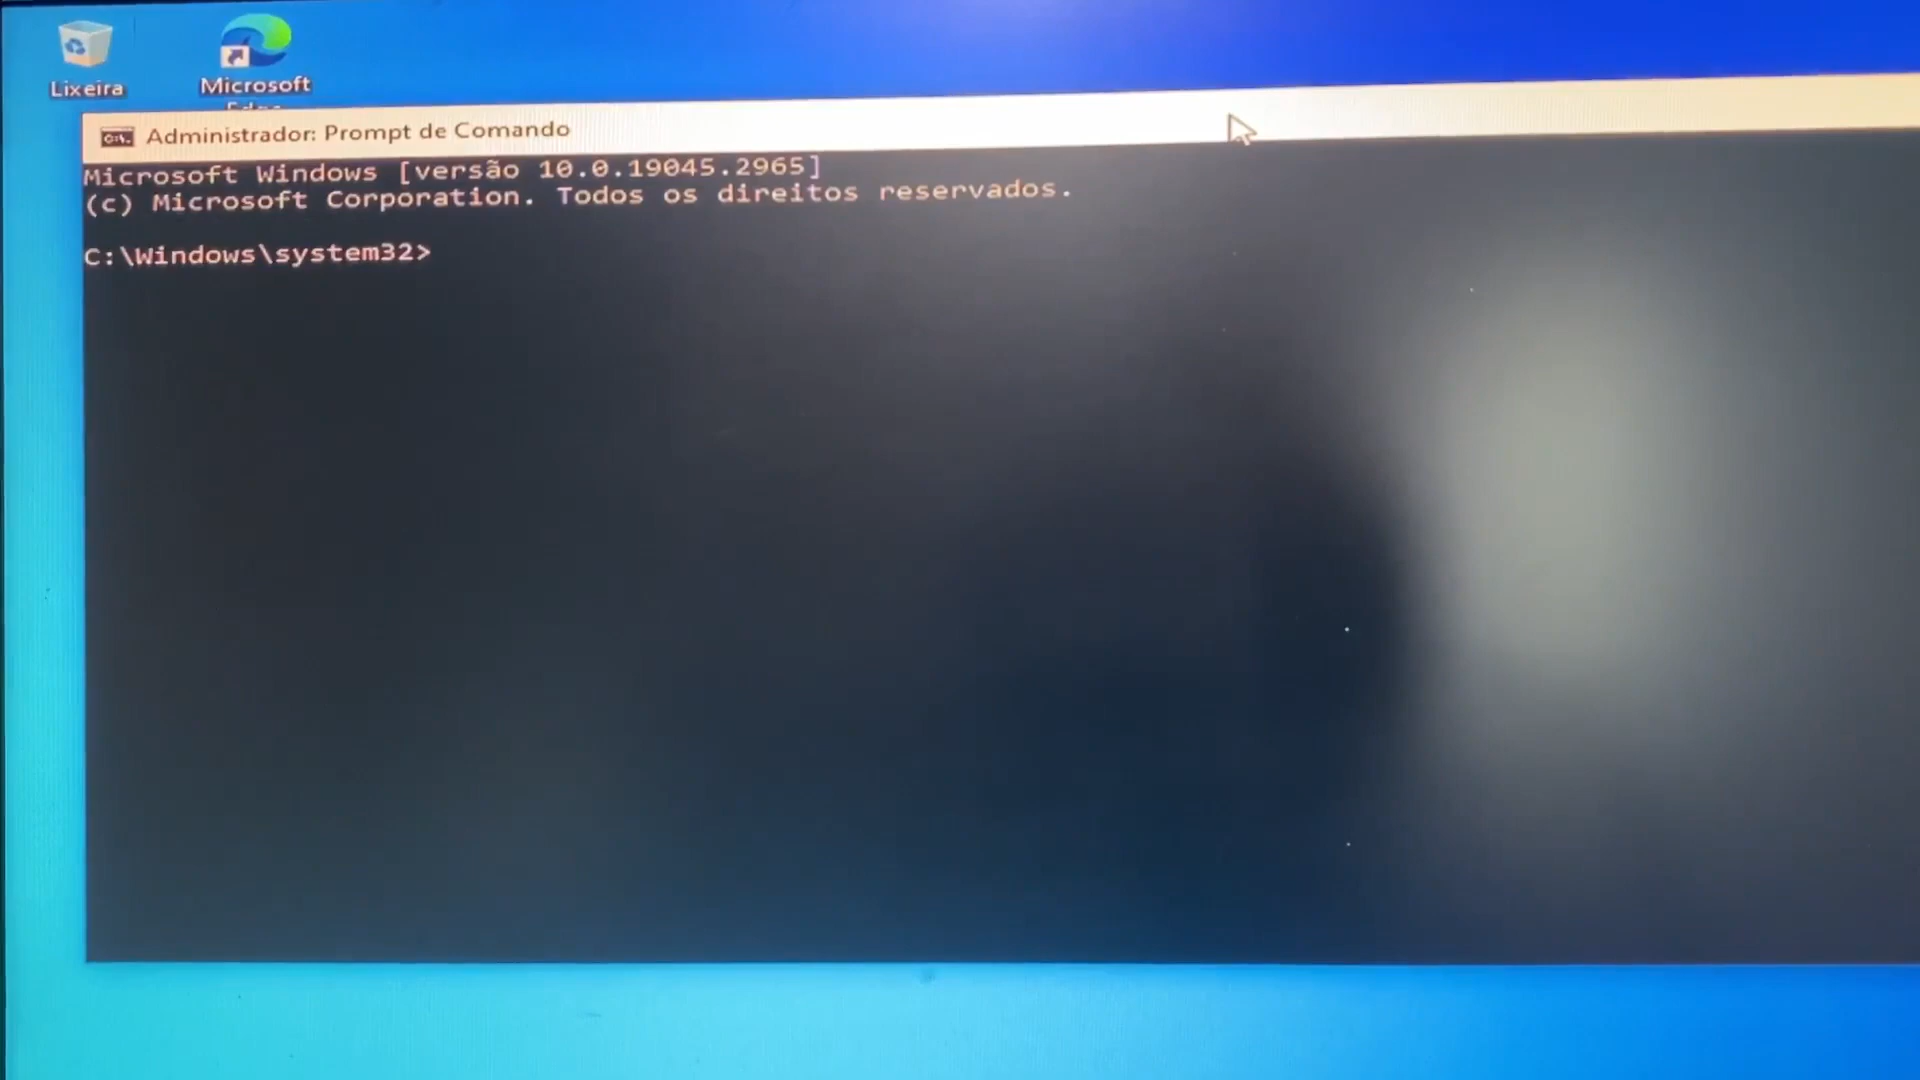 Lixeira
Microsoft
Edge
Administrador: Prompt de Comando
Microsoft Windows [versão 10.0.19045.2965]
(c) Microsoft Corporation. Todos os direitos reservados.
C:\Windows\system32>